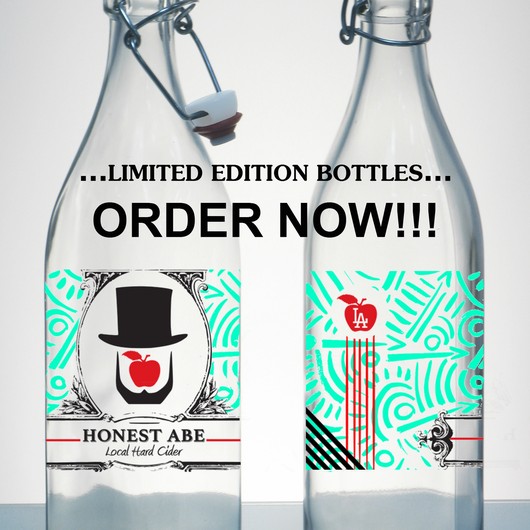 ...LIMITED EDITION BOTTLES...
ORDER NOW!!!
LA
HONEST ABE
Local Hard Cider